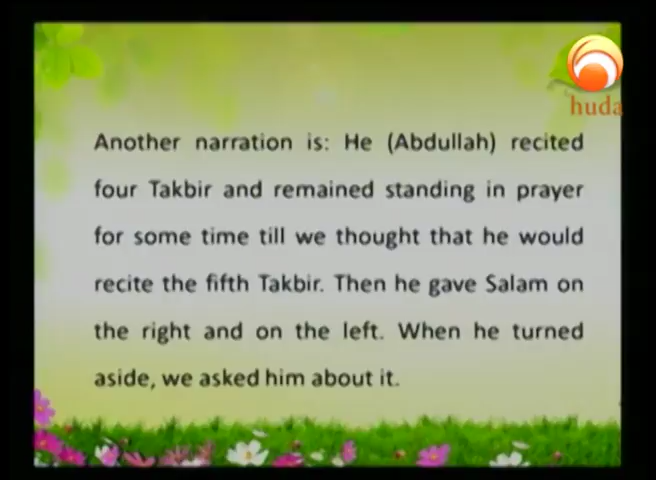 huda
Another narration is: He (Abdullah) recited
four Takbir and remained standing in prayer
for some time till we thought that he would
recite the fifth Takbir. Then he gave Salam on
the right and on the left. When he turned
aside, we asked him about it.